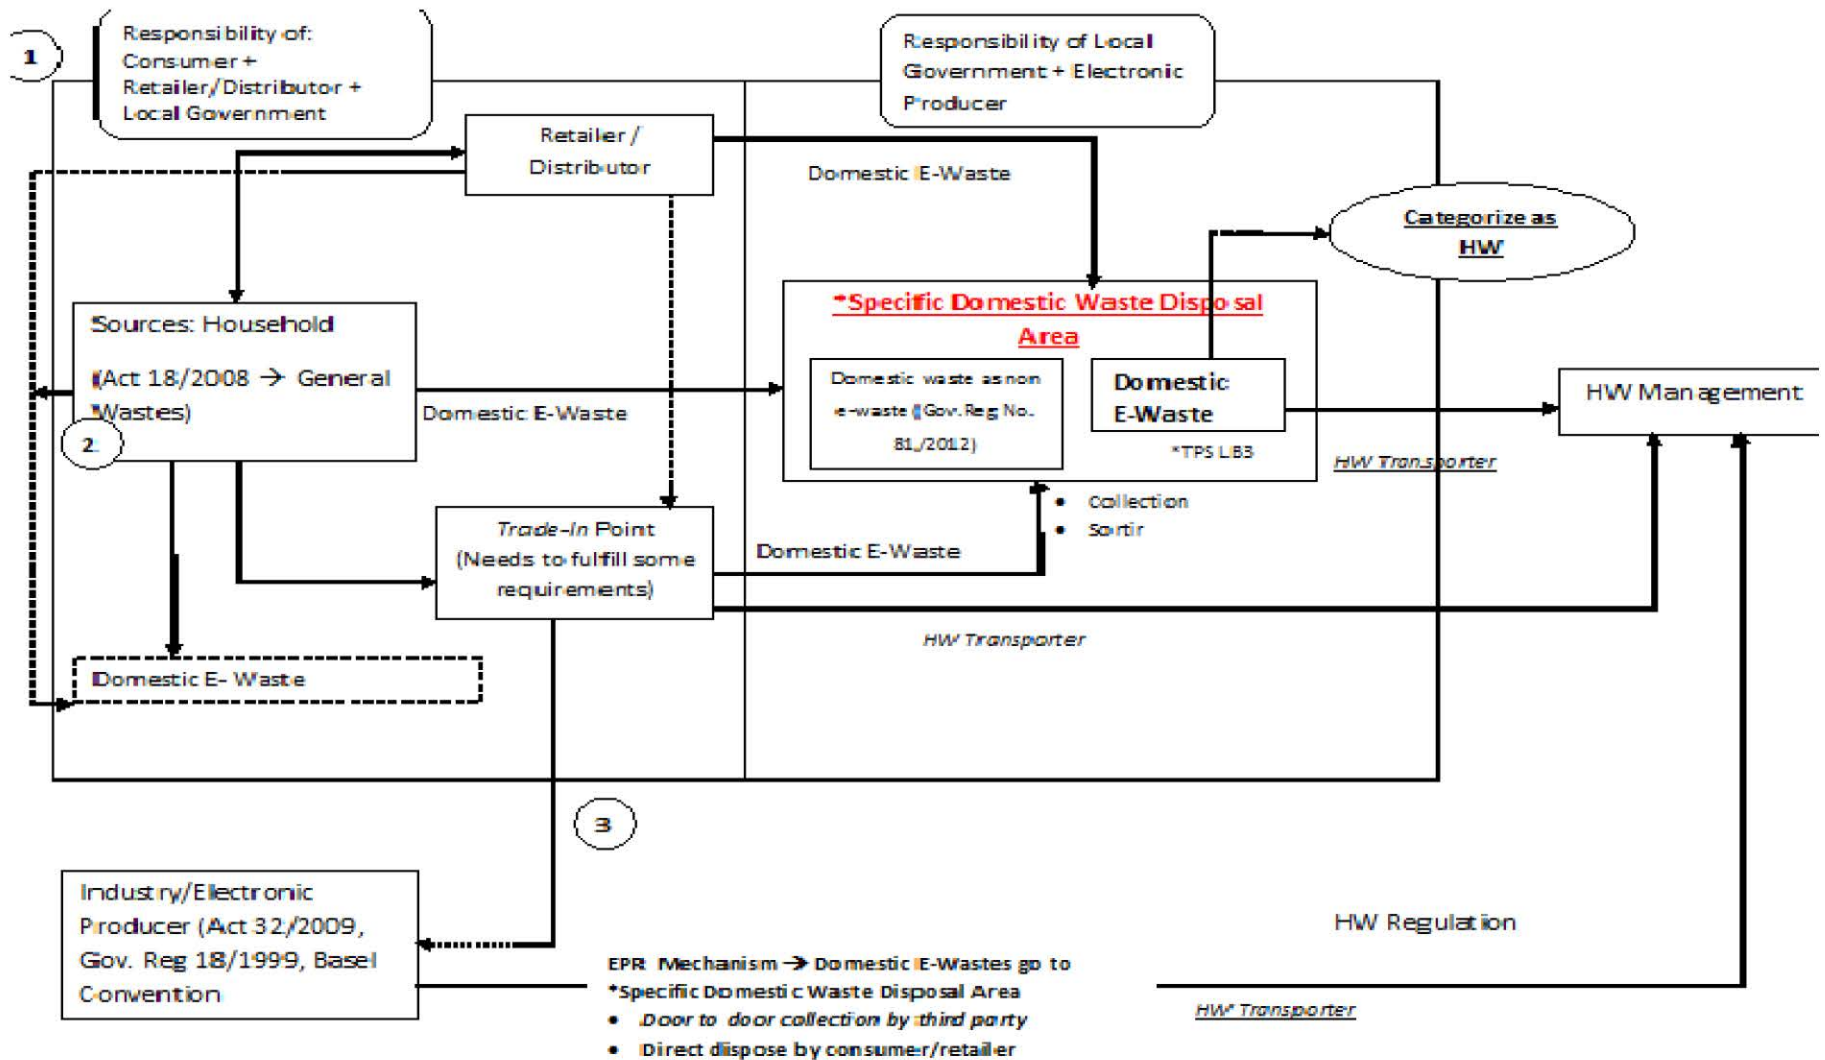 1
Responsibility of:
Consumer +
Retailer/Distributor +
Local Government
Responsibility of Local
Government + Electronic
Producer
Retailer /
Distributor
Domestic E-Waste
Categorize as
HW
Sources: Household
(Act 18/2008 → General
Wastes)
2
Domestic E-Waste
*Specific Domestic Waste Disposal
Area
Domestic waste as non
e-waste (Gov.Reg No.
81/2012)
Domestic
E-Waste
*TPS LB3
HW Management
HW Transporter
• Collection
• Sortir
Trade-In Point
(Needs to fulfill some
requirements)
Domestic E-Waste
HW Transporter
Domestic E- Waste
3
Industry/Electronic
Producer (Act 32/2009,
Gov. Reg 18/1999, Basel
Convention
EPR Mechanism → Domestic E-Wastes go to
*Specific Domestic Waste Disposal Area
• Door to door collection by third party
• Direct dispose by consumer/retailer
HW Regulation
HW Transporter